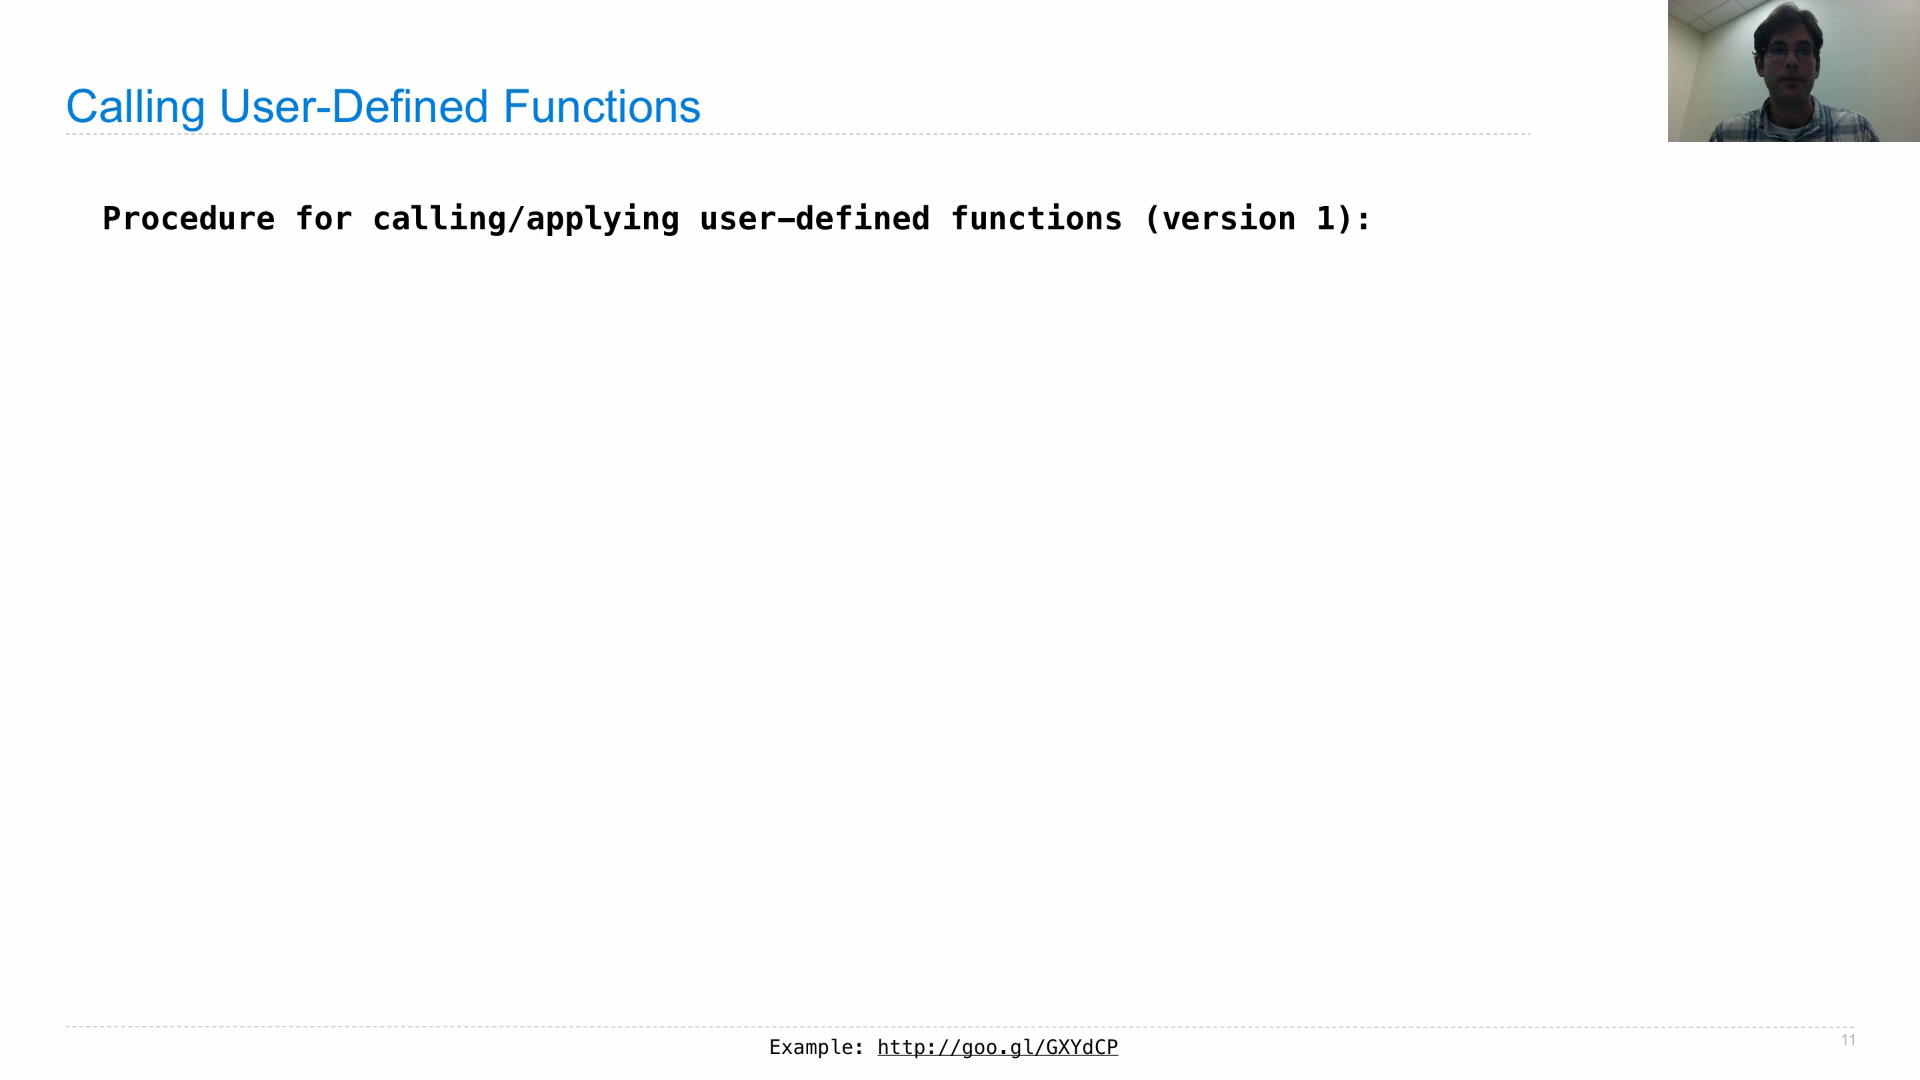 Calling User-Defined Functions
Procedure for calling/applying user–defined functions (version 1):
Example: http://goo.gl/GXYdCP
11